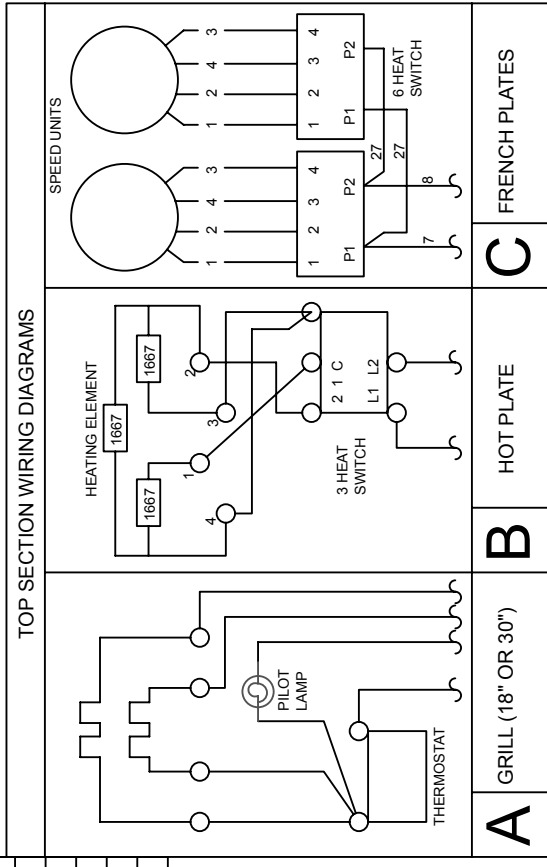 TOP SECTION WIRING DIAGRAMS
PILOT
LAMP
THERMOSTAT
A
GRILL (18" OR 30")
HEATING ELEMENT
1667
1667
1667
4
1
3
2
2 1 C
L1 L2
3 HEAT
SWITCH
B
HOT PLATE
SPEED UNITS
1 2 4 3
1 2 4 3
1 2 3 4
P1 P2
1 2 3 4
P1 P2
27
27
7
8
6 HEAT
SWITCH
C
FRENCH PLATES